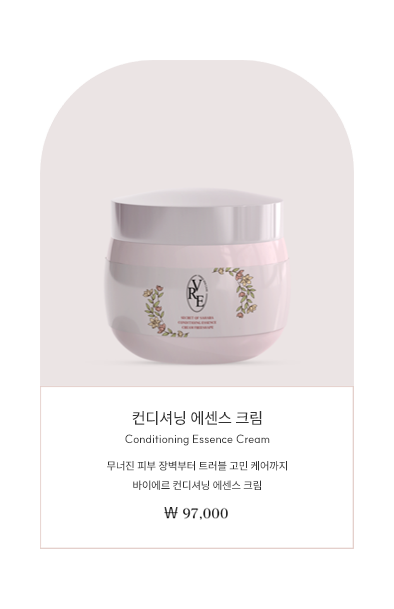 VRE
컨디셔닝 에센스 크림
Conditioning Essence Cream
무너진 피부 장벽부터 트러블 고민 케어까지
바이에르 컨디셔닝 에센스 크림
₩ 97,000